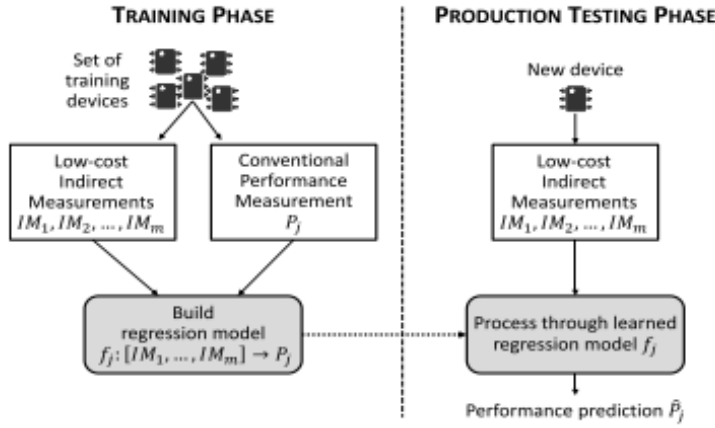 TRAINING PHASE
Set of
training
devices
Low-cost
Indirect
Measurements
IM₁, IM₂, ..., IMₘ
Conventional
Performance
Measurement
Pⱼ
Build
regression model
fⱼ: [IM₁, ..., IMₘ] → Pⱼ
PRODUCTION TESTING PHASE
New device
Low-cost
Indirect
Measurements
IM₁, IM₂, ..., IMₘ
Process through learned
regression model fⱼ
Performance prediction P̂ⱼ